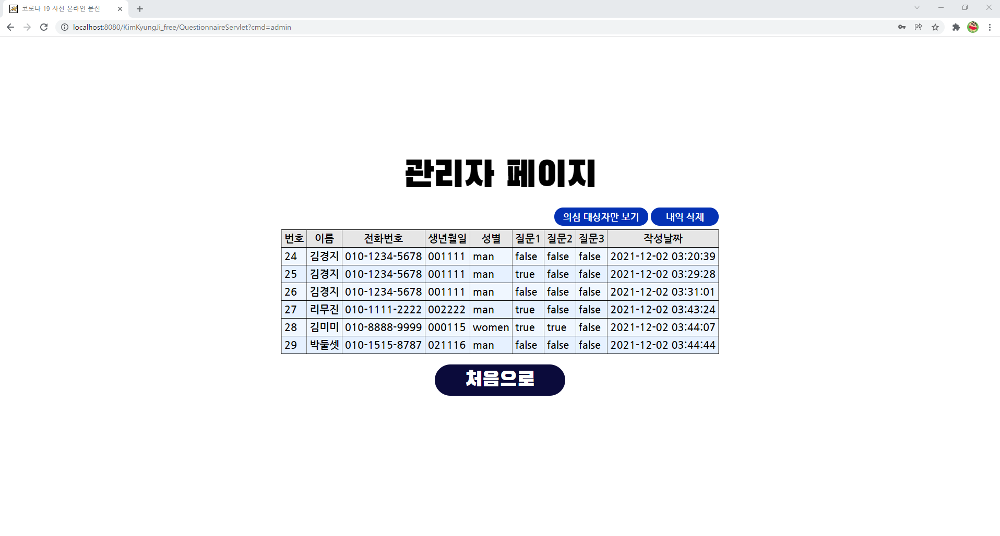 코로나 19 사전 온라인 문진
localhost:8080/KimKyungJi_free/QuestionnaireServlet?cmd=admin
관리자 페이지
의심 대상자만 보기 내역 삭제
번호 이름 전화번호 생년월일 성별 질문1 질문2 질문3 작성날짜
24 김경지 010-1234-5678 001111 man false false false 2021-12-02 03:20:39
25 김경지 010-1234-5678 001111 man true false false 2021-12-02 03:29:28
26 김경지 010-1234-5678 001111 man false false false 2021-12-02 03:31:01
27 리무진 010-1111-2222 002222 man true false false 2021-12-02 03:43:24
28 김미미 010-8888-9999 000115 women true true false 2021-12-02 03:44:07
29 박둘셋 010-1515-8787 021116 man false false false 2021-12-02 03:44:44
처음으로